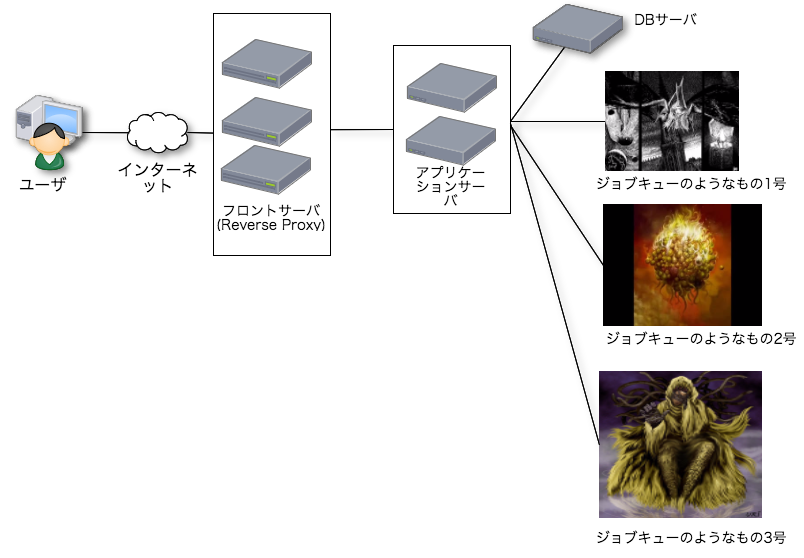 ユーザ
インターネ
ット
フロントサーバ
(Reverse Proxy)
アプリケー
ションサー
バ
DBサーバ
ジョブキューのようなもの1号
ジョブキューのようなもの2号
ジョブキューのようなもの3号